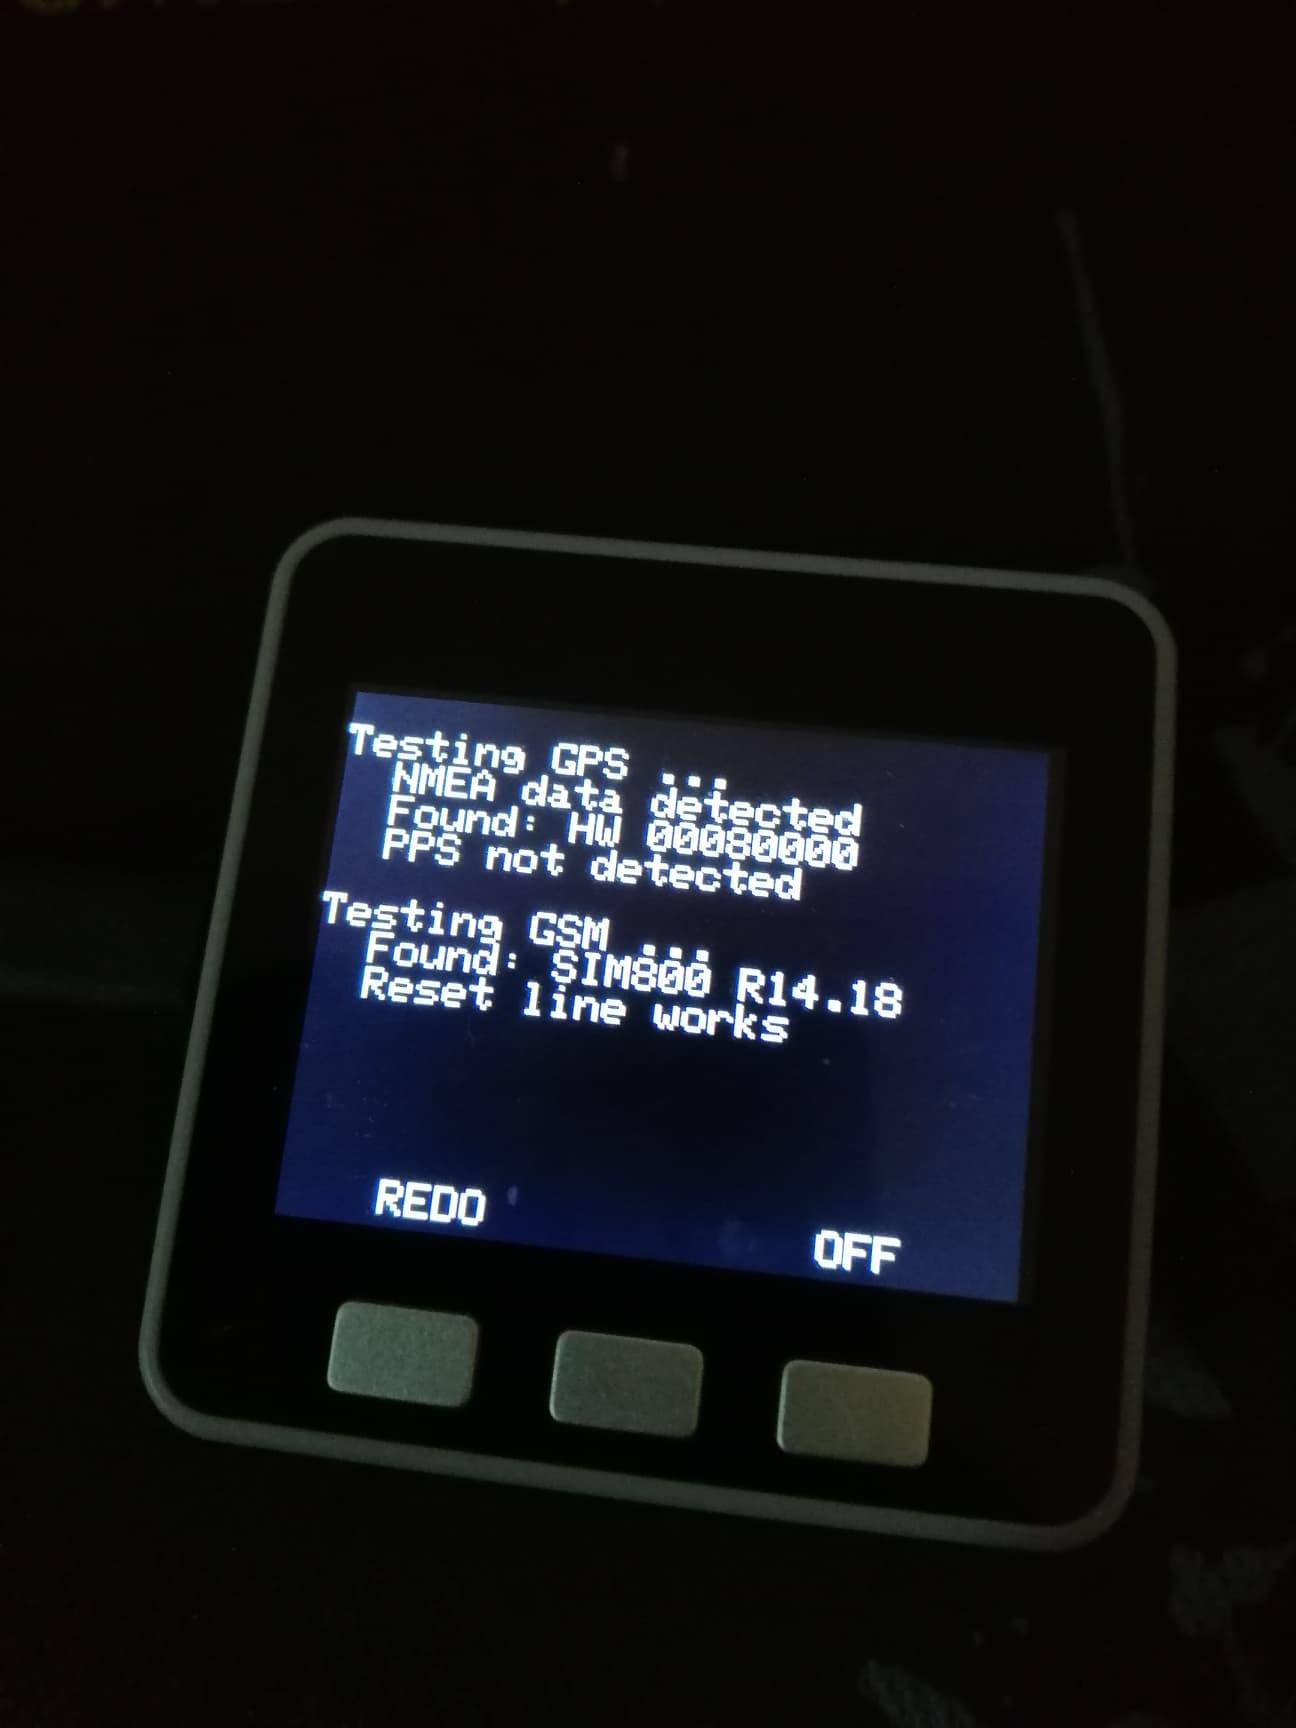 Testing GPS ...
NMEA data detected
Found: HW 00080000
PPS not detected
Testing GSM ...
Found: SIM800 R14.18
Reset line works
REDO
OFF